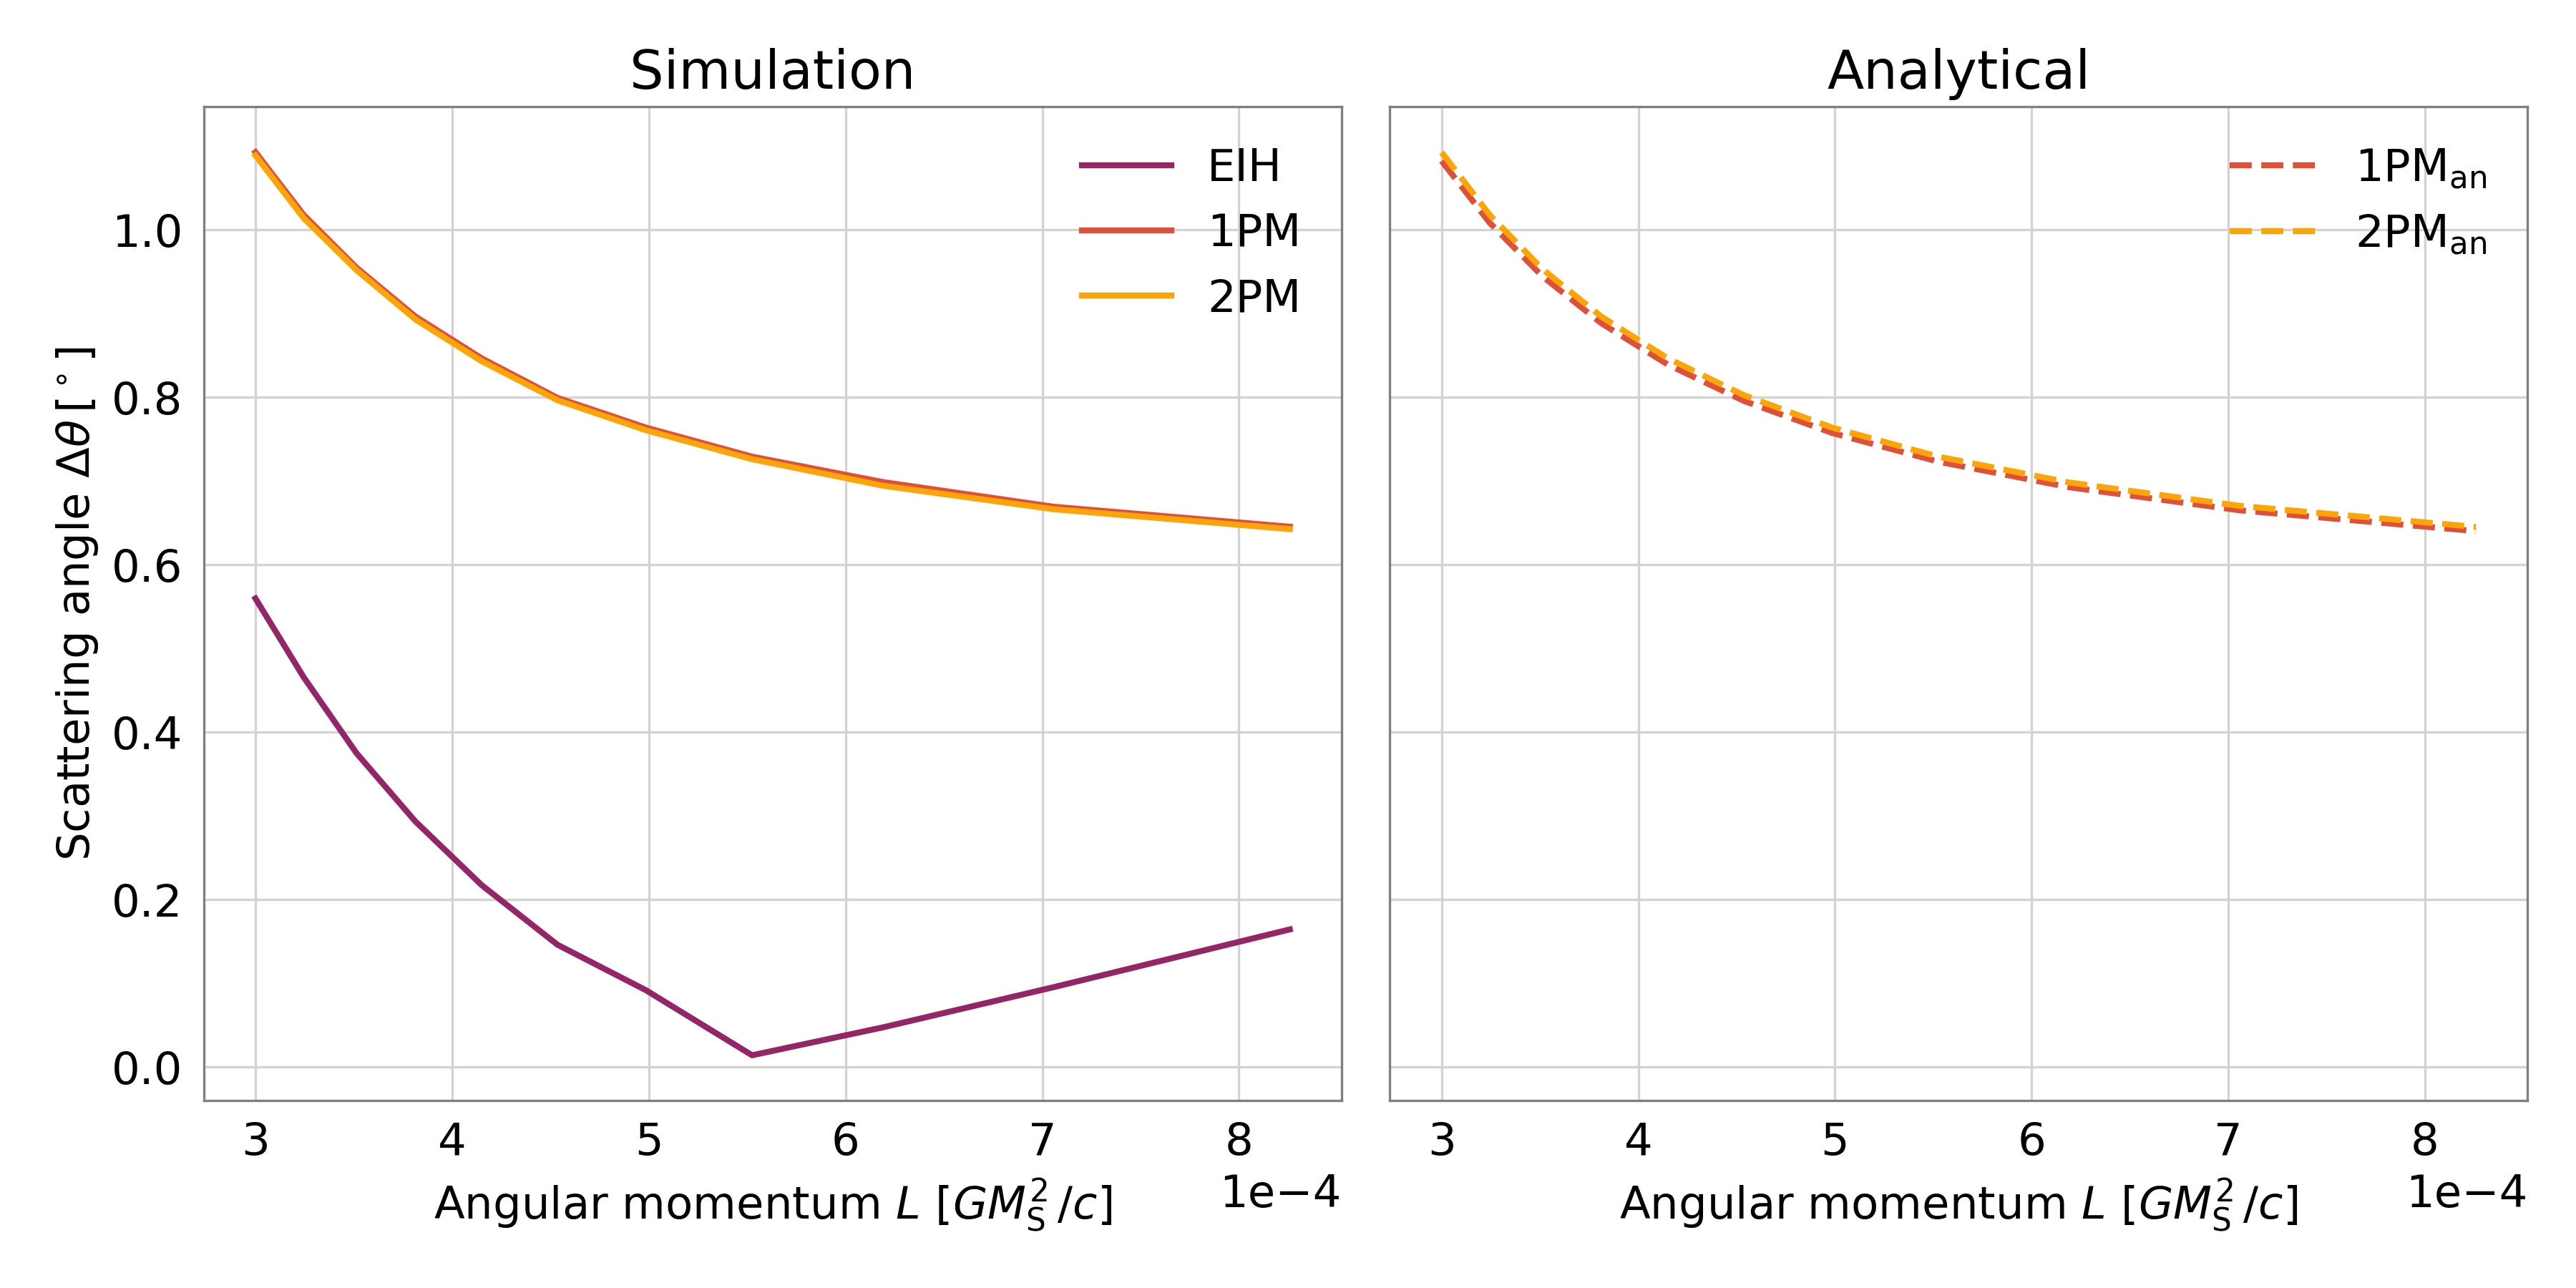 Simulation
Analytical
Scattering angle Δθ[°]
1.0
0.8
0.6
0.4
0.2
0.0
EIH
1PM
2PM
1PM_an
2PM_an
3 4 5 6 7 8
1e−4
Angular momentum L [GM_S^2/c]
3 4 5 6 7 8
1e−4
Angular momentum L [GM_S^2/c]